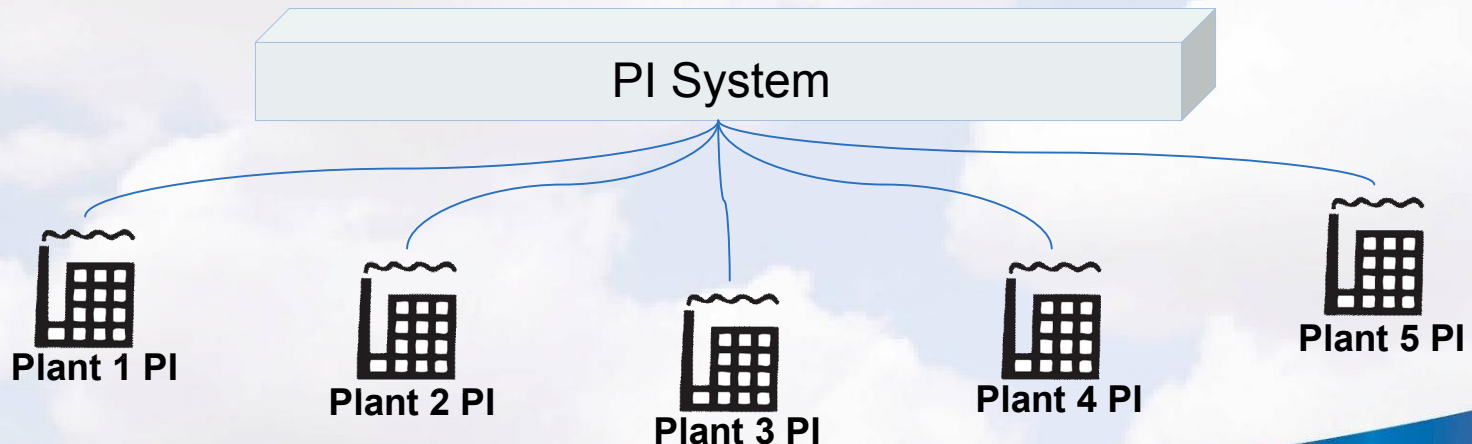 PI System
Plant 1 PI
Plant 2 PI
Plant 3 PI
Plant 4 PI
Plant 5 PI